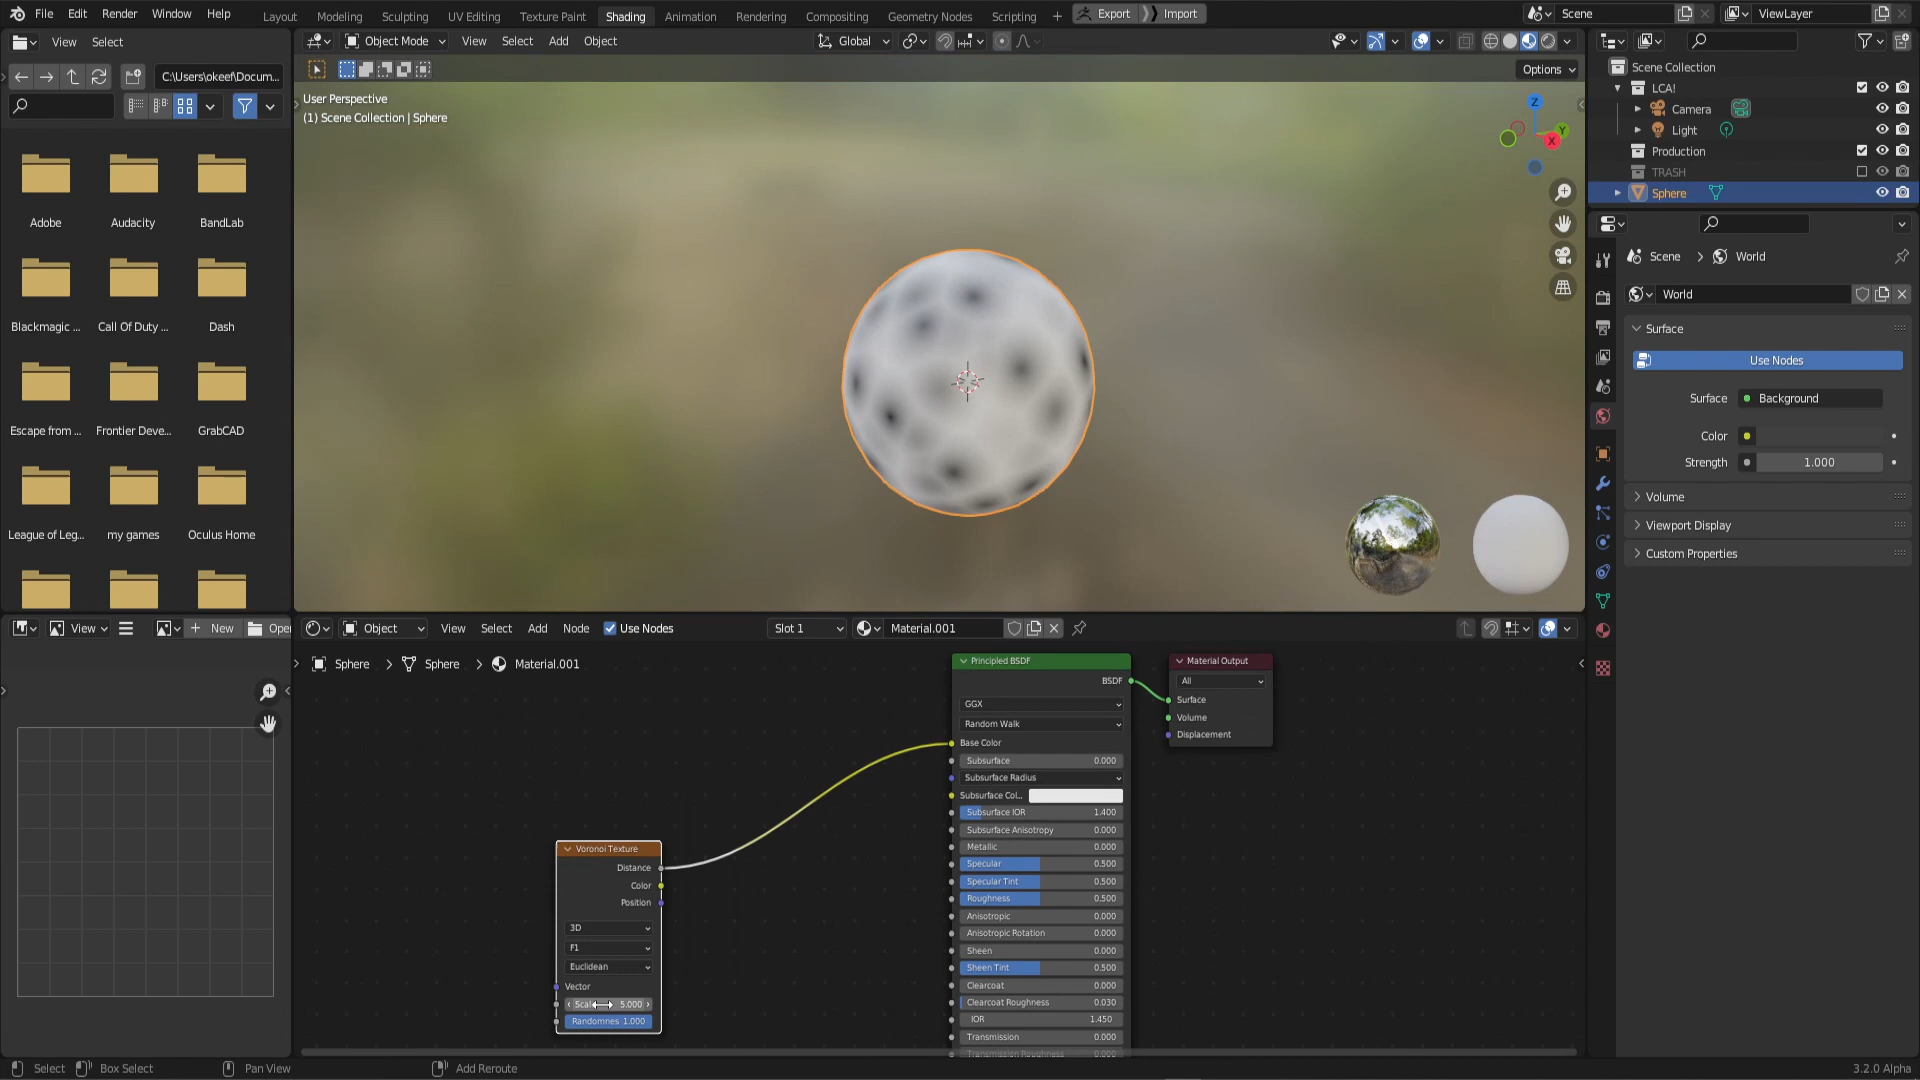 File Edit Render Window Help Layout Modeling Sculpting UV Editing Texture Paint Shading Animation Rendering Compositing Geometry Nodes Scripting + Export Import Scene ViewLayer
View Select
C:\Users\okeef\Docum...
Adobe Audacity BandLab
Blackmagic ... Call Of Duty ... Dash
Escape from ... Frontier Deve... GrabCAD
League of Leg... my games Oculus Home
Object Mode View Select Add Object Global
Options
User Perspective
(1) Scene Collection | Sphere
Z
Y
X
Scene Collection
LCA!
Camera
Light
Production
TRASH
Sphere
Scene > World
World
Surface
Use Nodes
Surface Background
Color
Strength 1.000
Volume
Viewport Display
Custom Properties
View + New Open
Object View Select Add Node Use Nodes Slot 1 Material.001
Sphere > Sphere > Material.001
Voronoi Texture
Distance
Color
Position
3D
F1
Euclidean
Vector
5.000
Randomnes 1.000
Principled BSDF
BSDF
GGX
Random Walk
Base Color
Subsurface 0.000
Subsurface Radius
Subsurface Col...
Subsurface IOR 1.400
Subsurface Anisotropy 0.000
Metallic 0.000
Specular 0.500
Specular Tint 0.500
Roughness 0.500
Anisotropic 0.000
Anisotropic Rotation 0.000
Sheen 0.000
Sheen Tint 0.500
Clearcoat 0.000
Clearcoat Roughness 0.030
IOR 1.450
Transmission 0.000
Transmission Roughness 0.000
Material Output
All
Surface
Volume
Displacement
Select Box Select Pan View Add Reroute 3.2.0 Alpha